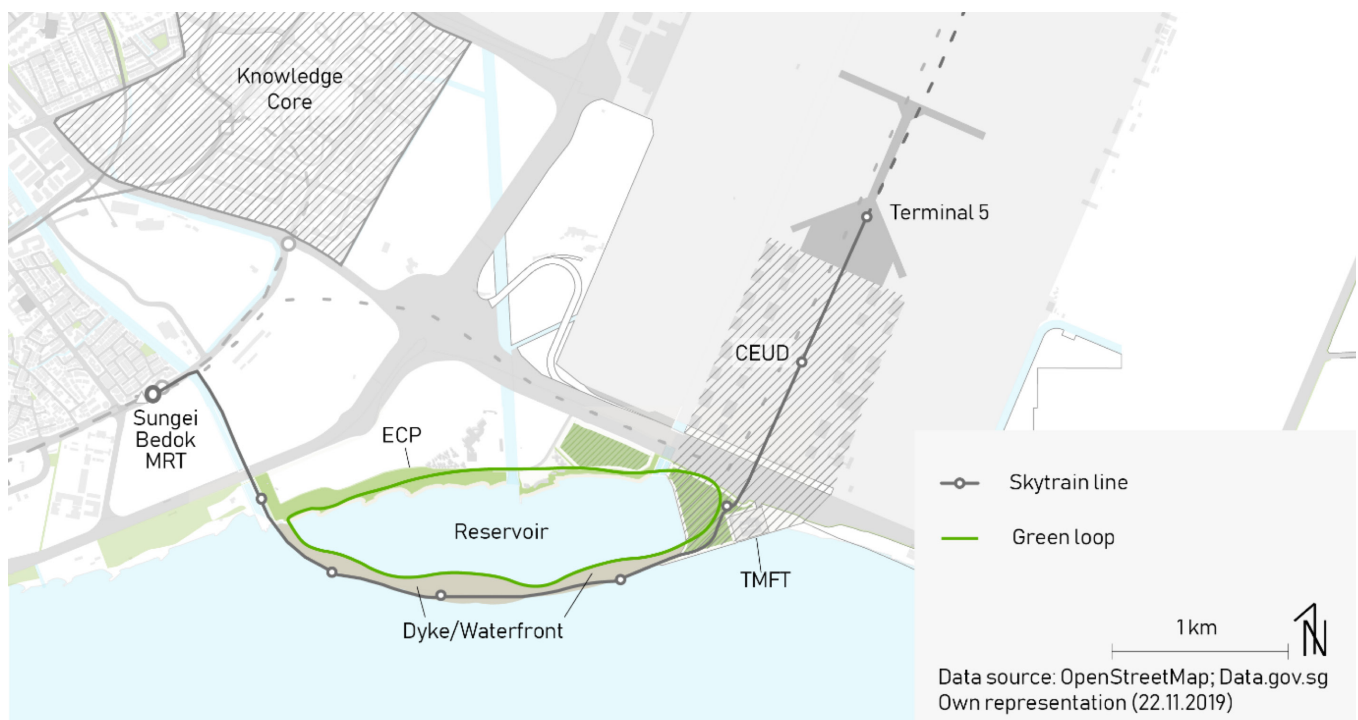 Knowledge
Core
Terminal 5
CEUD
Sungei
Bedok
MRT
ECP
Reservoir
TMFT
Dyke/Waterfront
Skytrain line
Green loop
1 km
N
Data source: OpenStreetMap; Data.gov.sg
Own representation (22.11.2019)